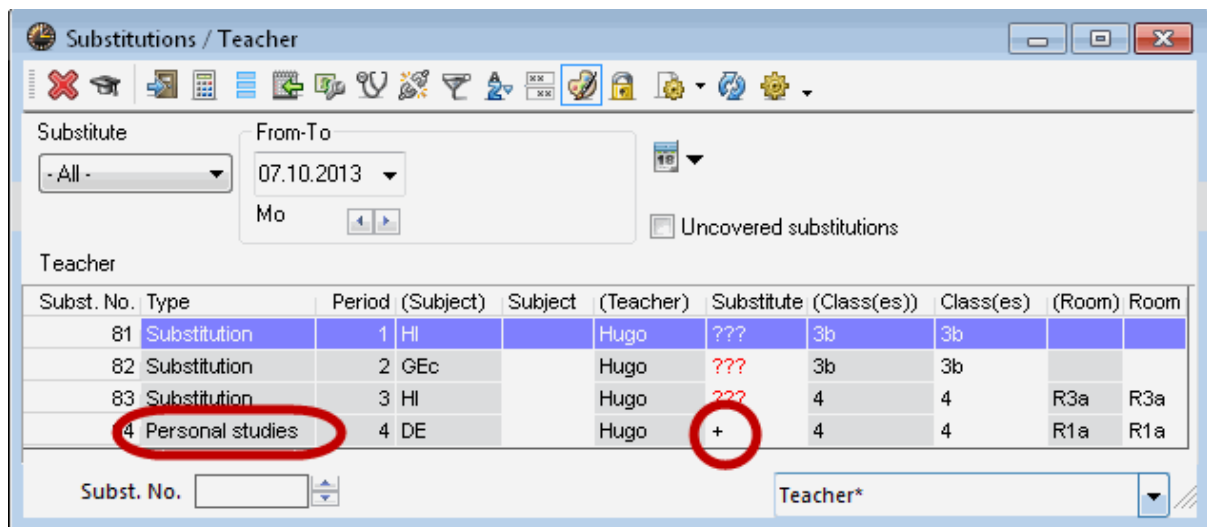 Substitutions / Teacher
Substitute
From-To
- All -
07.10.2013
18
Mo
Uncovered substitutions
Teacher
Subst. No. Type Period (Subject) Subject (Teacher) Substitute (Class(es)) Class(es) (Room) Room
81 Substitution 1 HI Hugo ??? 3b 3b
82 Substitution 2 GEc Hugo ??? 3b 3b
83 Substitution 3 HI Hugo ??? 4 4 R3a R3a
4 Personal studies 4 DE Hugo + 4 4 R1a R1a
Subst. No.
Teacher*